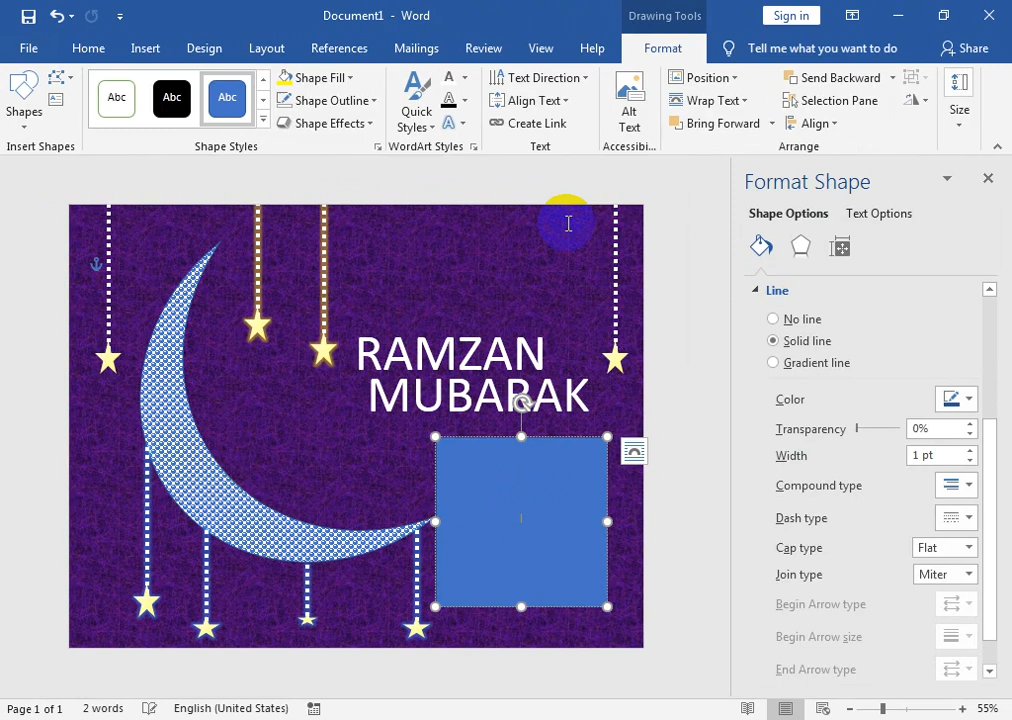 Document1 - Word
Drawing Tools
Sign in
File Home Insert Design Layout References Mailings Review View Help Format Tell me what you want to do Share
Shapes
Insert Shapes
Abc Abc Abc
Shape Fill
Shape Outline
Shape Effects
Shape Styles
Quick
Styles
A
A
A
WordArt Styles
Text Direction
Align Text
Create Link
Text
Alt
Text
Accessibi...
Position
Wrap Text
Bring Forward
Send Backward
Selection Pane
Align
Arrange
Size
RAMZAN
MUBARAK
Format Shape
Shape Options Text Options
Line
No line
Solid line
Gradient line
Color
Transparency 0%
Width 1 pt
Compound type
Dash type
Cap type Flat
Join type Miter
Begin Arrow type
Begin Arrow size
End Arrow type
Page 1 of 1 2 words English (United States) 55%